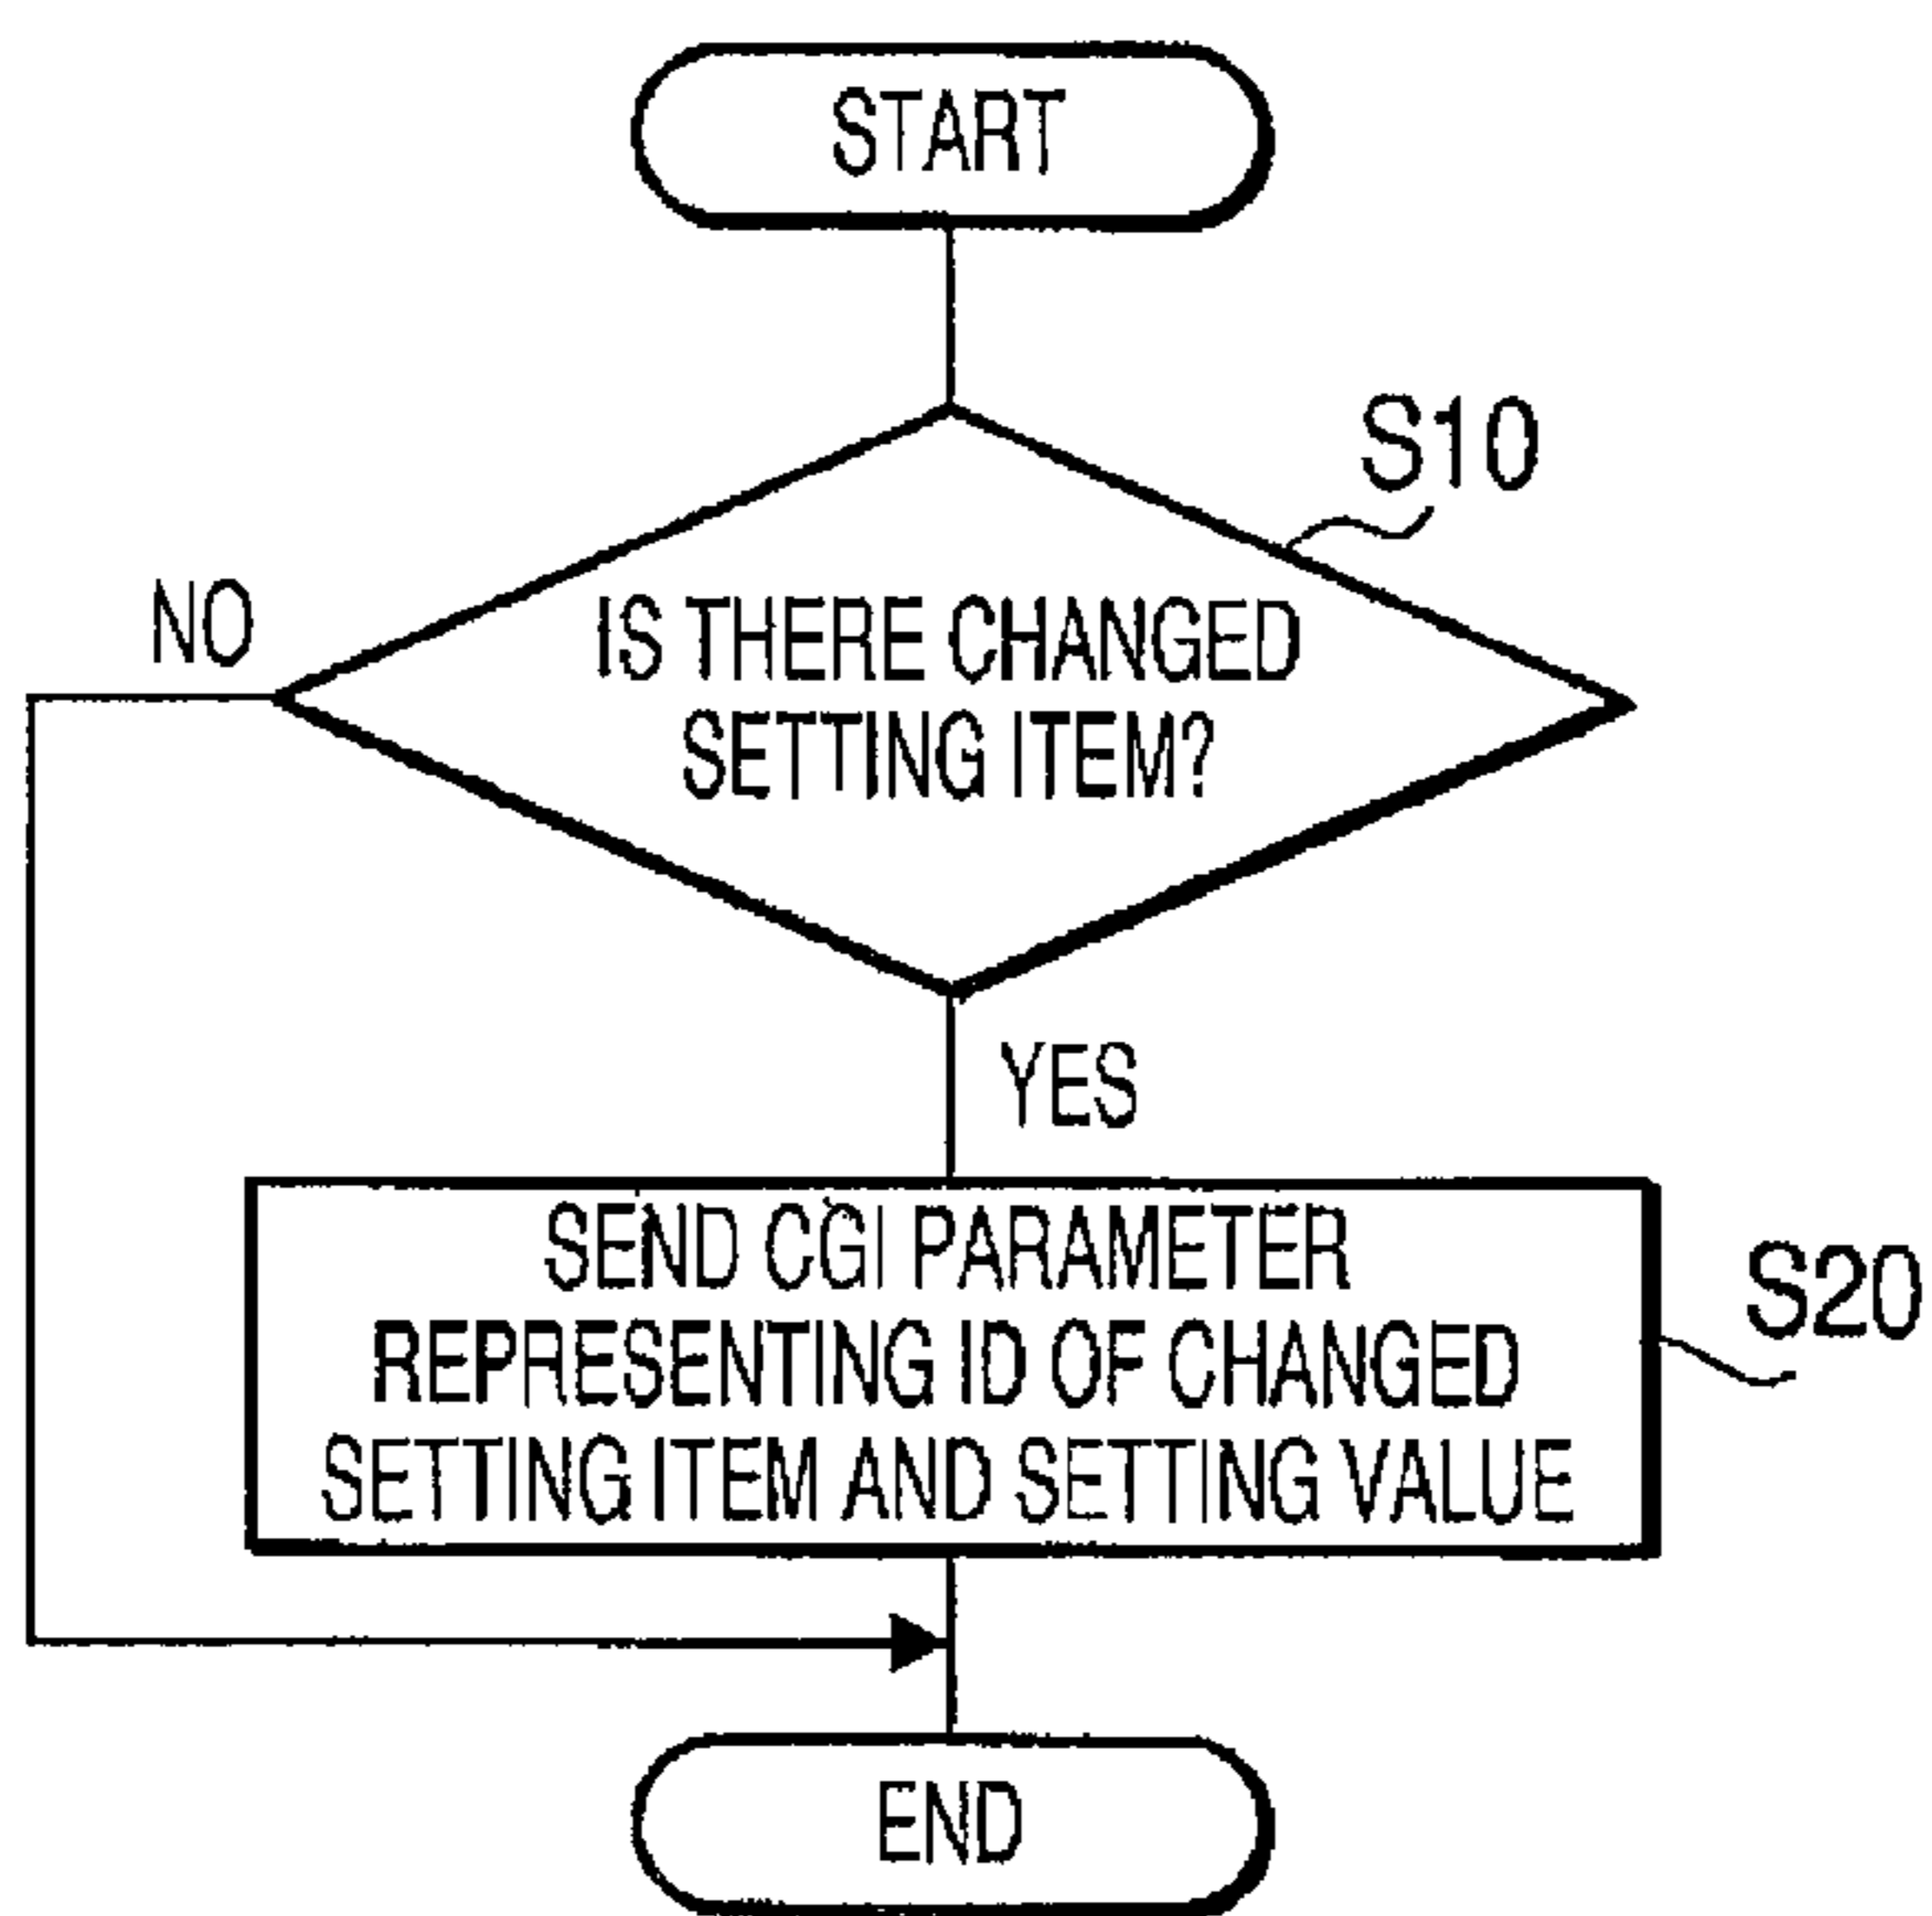 START
S10
NO
IS THERE CHANGED
SETTING ITEM?
YES
SEND CGI PARAMETER
REPRESENTING ID OF CHANGED
SETTING ITEM AND SETTING VALUE
S20
END